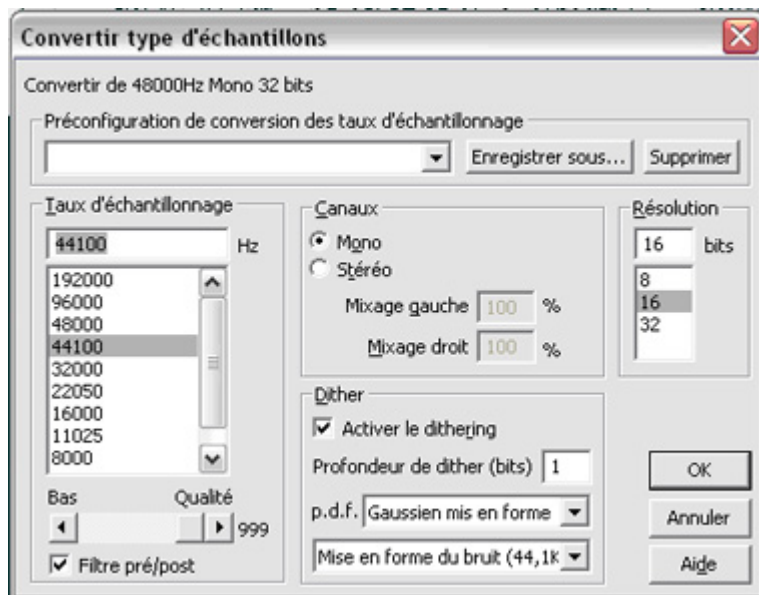 Convertir type d'échantillons
Convertir de 48000Hz Mono 32 bits
Préconfiguration de conversion des taux d'échantillonnage
Enregistrer sous...
Supprimer
Taux d'échantillonnage
44100 Hz
192000
96000
48000
44100
32000
22050
16000
11025
8000
Bas Qualité
999
Filtre pré/post
Canaux
Mono
Stéréo
Mixage gauche 100 %
Mixage droit 100 %
Dither
Activer le dithering
Profondeur de dither (bits) 1
p.d.f. Gaussien mis en forme
Mise en forme du bruit (44,1K
Résolution
16 bits
8
16
32
OK
Annuler
Aide